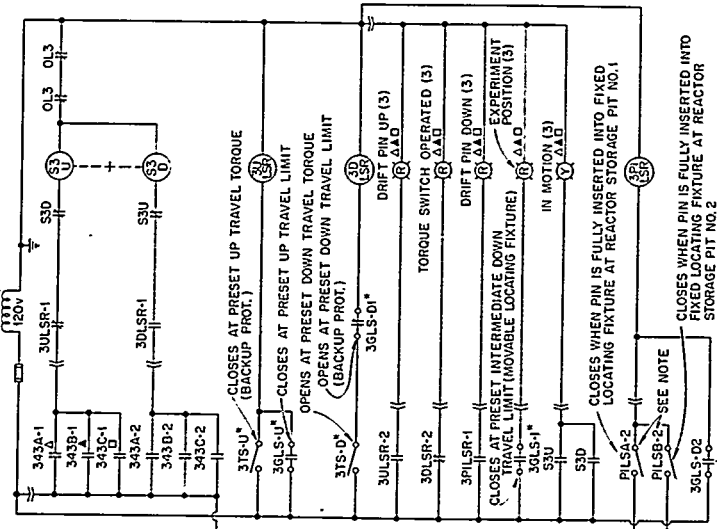 120v
OL3
OL3
S3
U
S3D
3ULSR-1
343A-1
343B-1
343C-1
S3
D
S3U
3DLSR-1
343A-2
343B-2
343C-2
3U
LSR
CLOSES AT PRESET UP TRAVEL TORQUE
(BACKUP PROT.)
3TS-U*
CLOSES AT PRESET UP TRAVEL LIMIT
3GLS-U*
OPENS AT PRESET DOWN TRAVEL TORQUE
OPENS AT PRESET DOWN TRAVEL LIMIT
(BACKUP PROT.)
3D
LSR
3TS-D*
3GLS-D1*
DRIFT PIN UP (3)
R
3ULSR-2
TORQUE SWITCH OPERATED (3)
R
3DLSR-2
DRIFT PIN DOWN (3)
R
3PILSR-1
EXPERIMENT
POSITION (3)
R
CLOSES AT PRESET INTERMEDIATE DOWN
TRAVEL LIMIT (MOVABLE LOCATING FIXTURE)
3GLS-1*
IN MOTION (3)
Y
S3U
S3D
CLOSES WHEN PIN IS FULLY INSERTED INTO FIXED
LOCATING FIXTURE AT REACTOR STORAGE PIT NO.1
3PI
LSR
PILSA-2
SEE NOTE
PILSB-2
CLOSES WHEN PIN IS FULLY INSERTED INTO
FIXED LOCATING FIXTURE AT REACTOR
STORAGE PIT NO.2
3GLS-D2